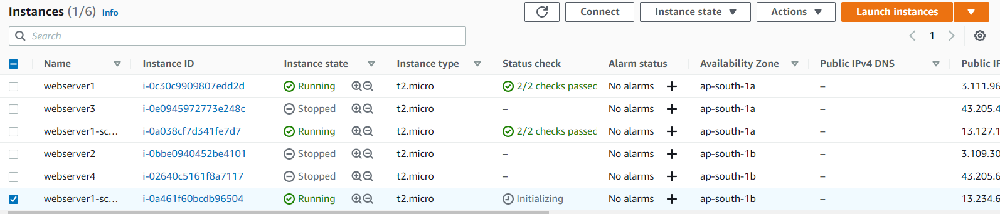 Instances (1/6) Info
Connect Instance state Actions Launch instances
Search
1
Name Instance ID Instance state Instance type Status check Alarm status Availability Zone Public IPv4 DNS Public IP
webserver1 i-0c30c9909807edd2d Running t2.micro 2/2 checks passed No alarms + ap-south-1a – 3.111.96
webserver3 i-0e0945972773e248c Stopped t2.micro – No alarms + ap-south-1a – 43.205.4
webserver1-sc... i-0a038cf7d341fe7d7 Running t2.micro 2/2 checks passed No alarms + ap-south-1a – 13.127.1
webserver2 i-0bbe0940452be4101 Stopped t2.micro – No alarms + ap-south-1b – 3.109.30
webserver4 i-02640c5161f8a7117 Stopped t2.micro – No alarms + ap-south-1b – 43.205.6
webserver1-sc... i-0a461f60bcdb96504 Running t2.micro Initializing No alarms + ap-south-1b – 13.234.6